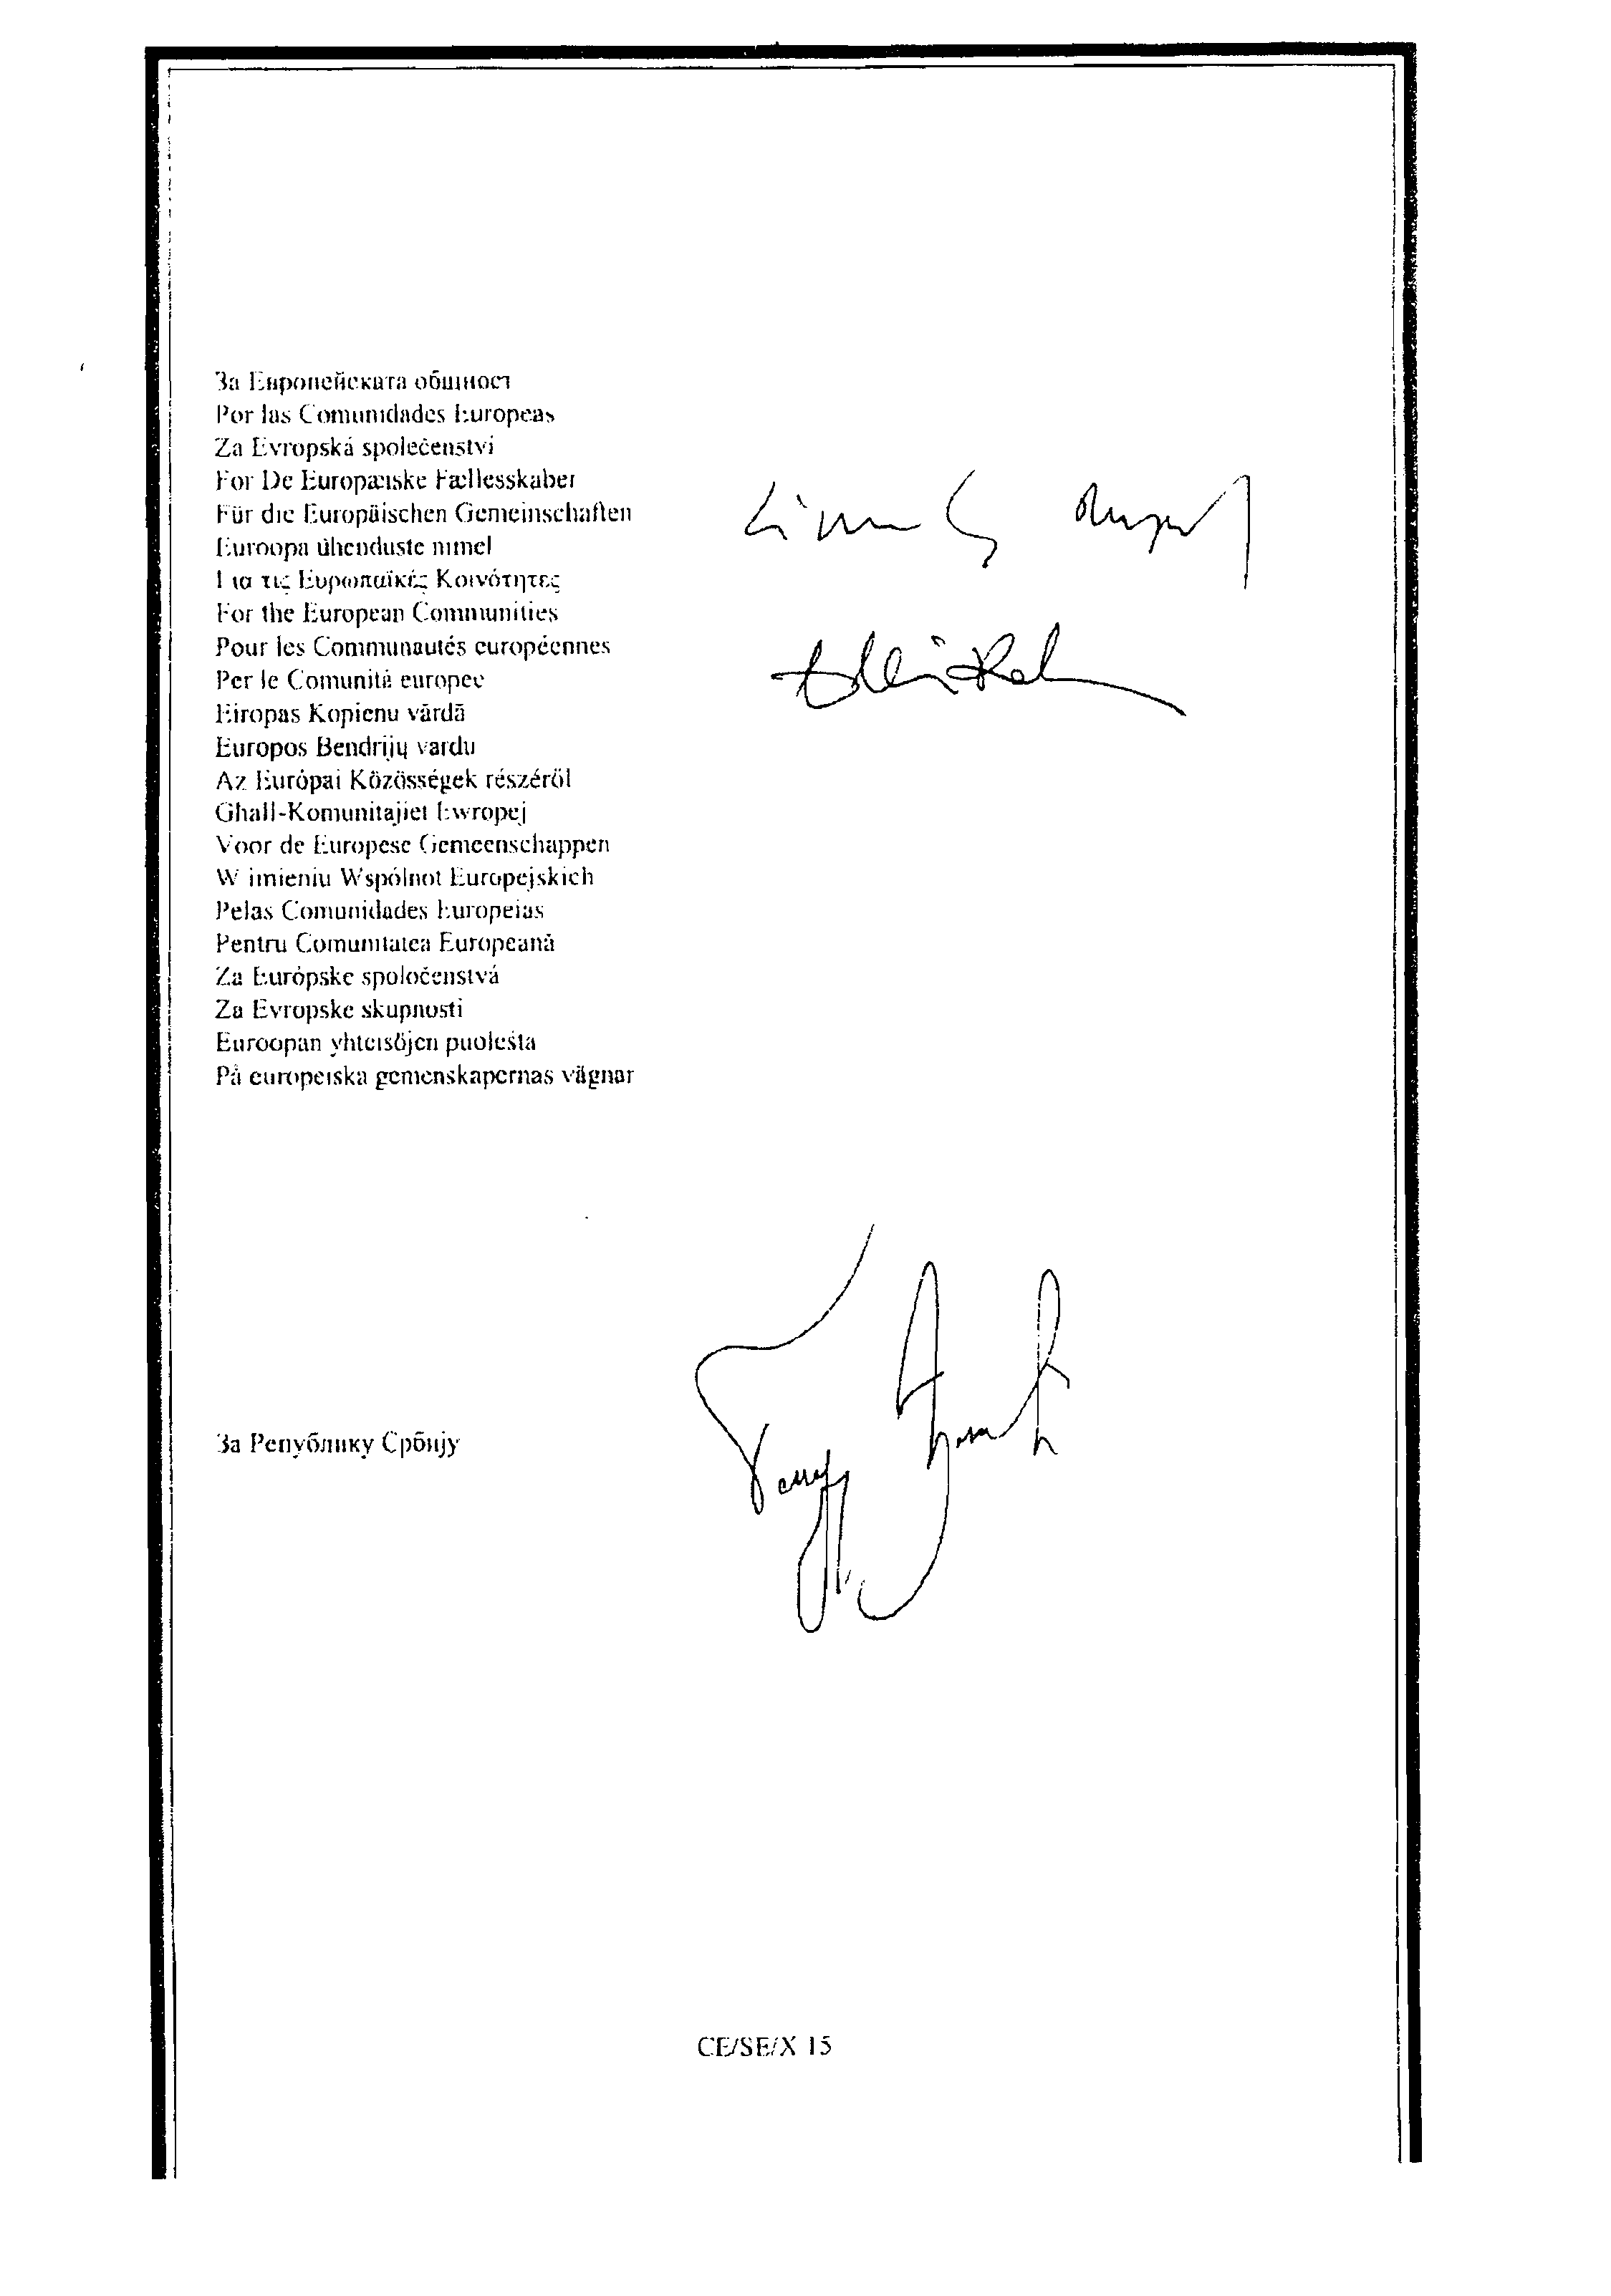 За Европейската общност
Por las Comunidades Europeas
Za Evropská společenství
For De Europæiske Fællesskaber
Für die Europäischen Gemeinschaften
Euroopa ühenduste nimel
Για τις Ευρωπαϊκές Κοινότητες
For the European Communities
Pour les Communautés européennes
Per le Comunità europee
Eiropas Kopienu vārdā
Europos Bendrijų vardu
Az Európai Közösségek részéről
Għall-Komunitajiet Ewropej
Voor de Europese Gemeenschappen
W imieniu Wspólnot Europejskich
Pelas Comunidades Europeias
Pentru Comunitatea Europeană
Za Európske spoločenstvá
Za Evropske skupnosti
Euroopan yhteisöjen puolesta
På europeiska gemenskapernas vägnar
За Републику Србију
CE/SE/X 15